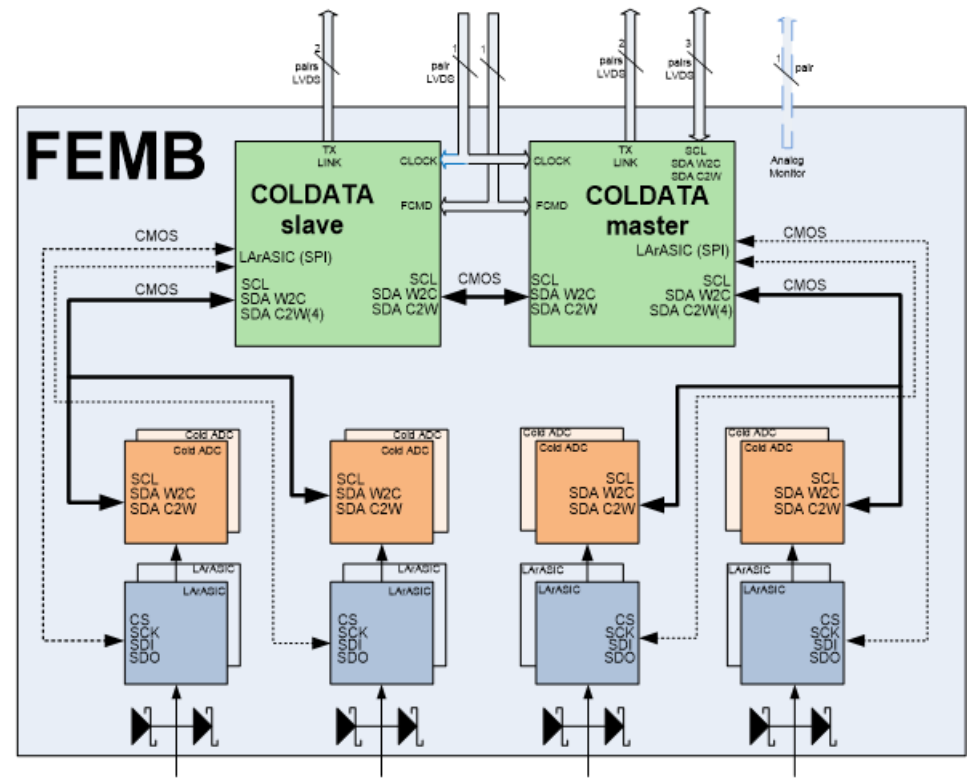 2
pairs
LVDS
1
pair
LVDS
1
2
pairs
LVDS
3
pairs
LVDS
1
pair
FEMB
Analog
Monitor
TX
LINK
CLOCK
COLDATA
slave
FCMD
LArASIC (SPI)
SCL
SDA W2C
SDA C2W(4)
SCL
SDA W2C
SDA C2W
TX
LINK
SCL
SDA W2C
SDA C2W
CLOCK
COLDATA
master
FCMD
LArASIC (SPI)
SCL
SDA W2C
SDA C2W
SCL
SDA W2C
SDA C2W(4)
CMOS
CMOS
CMOS
CMOS
CMOS
Cold ADC
Cold ADC
SCL
SDA W2C
SDA C2W
Cold ADC
Cold ADC
SCL
SDA W2C
SDA C2W
Cold ADC
Cold ADC
SCL
SDA W2C
SDA C2W
Cold ADC
Cold ADC
SCL
SDA W2C
SDA C2W
LArASIC
LArASIC
CS
SCK
SDI
SDO
LArASIC
LArASIC
CS
SCK
SDI
SDO
LArASIC
LArASIC
CS
SCK
SDI
SDO
LArASIC
LArASIC
CS
SCK
SDI
SDO